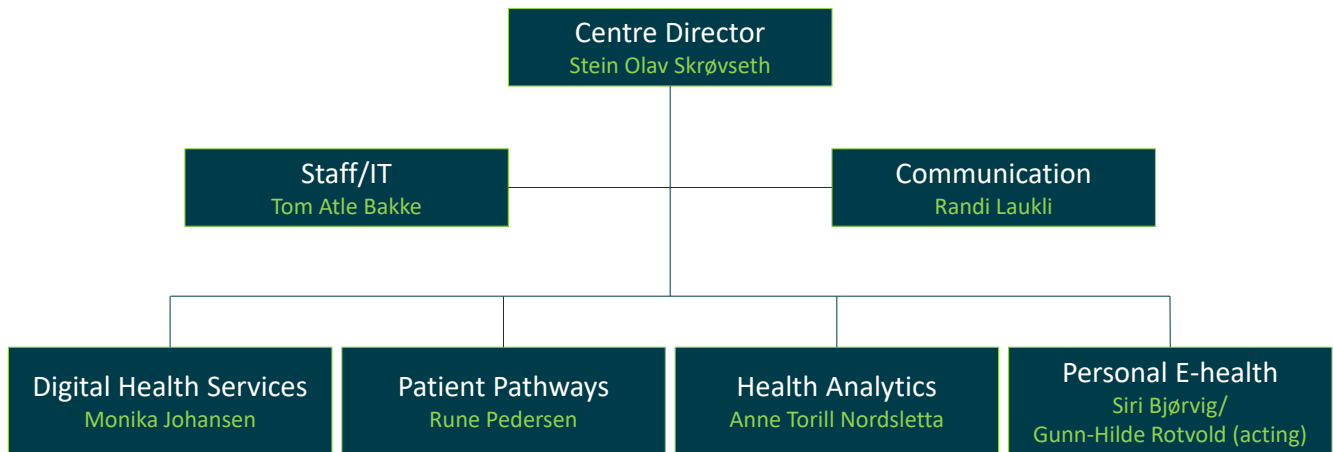 Centre Director
Stein Olav Skrøvseth
Staff/IT
Tom Atle Bakke
Communication
Randi Laukli
Digital Health Services
Monika Johansen
Patient Pathways
Rune Pedersen
Health Analytics
Anne Torill Nordsletta
Personal E-health
Siri Bjørvig/
Gunn-Hilde Rotvold (acting)